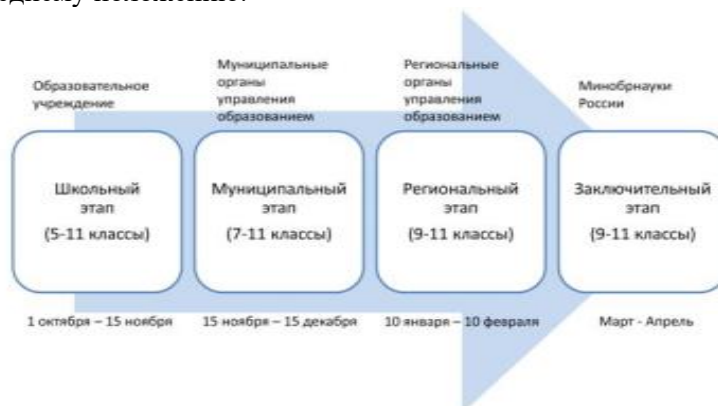 Образовательное
учреждение
Муниципальные
органы
управления
образованием
Региональные
органы
управления
образованием
Минобрнауки
России
Школьный
этап
(5-11 классы)
Муниципальный
этап
(7-11 классы)
Региональный
этап
(9-11 классы)
Заключительный
этап
(9-11 классы)
1 октября – 15 ноября
15 ноября – 15 декабря
10 января – 10 февраля
Март - Апрель